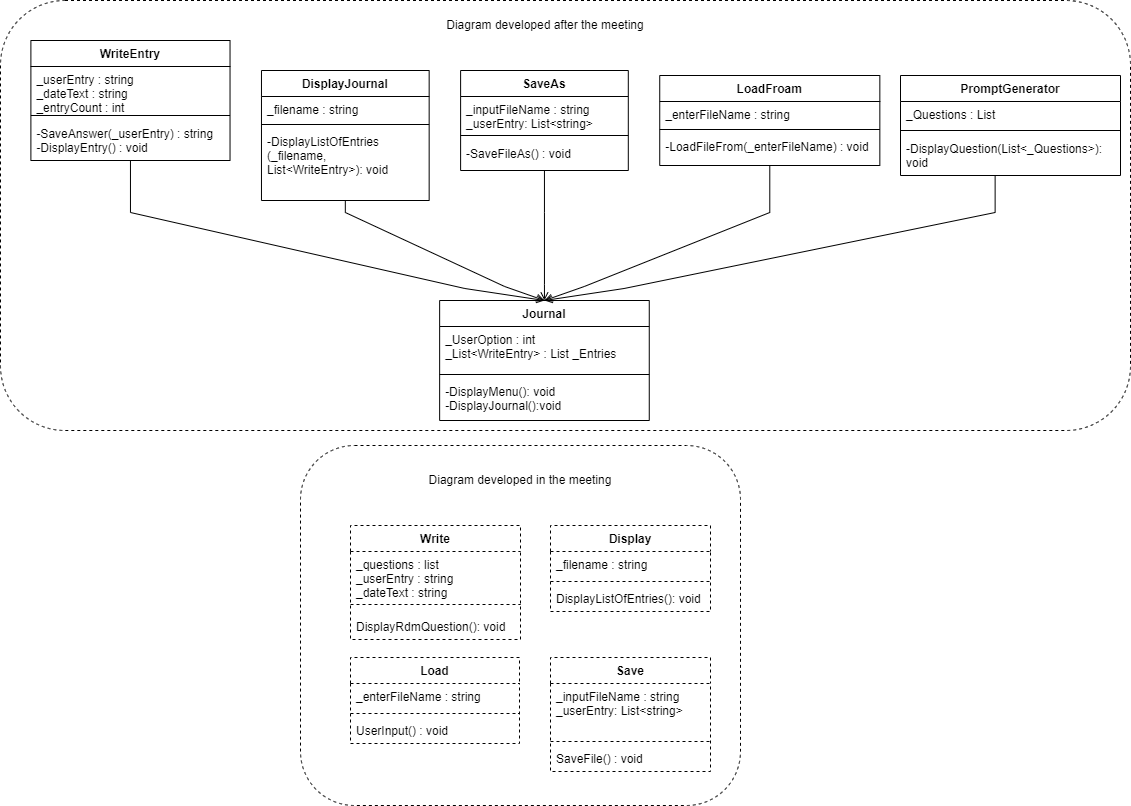 Diagram developed after the meeting
WriteEntry
_userEntry : string
_dateText : string
_entryCount : int
-SaveAnswer(_userEntry) : string
-DisplayEntry() : void
DisplayJournal
_filename : string
-DisplayListOfEntries
(_filename,
List<WriteEntry>): void
SaveAs
_inputFileName : string
_userEntry: List<string>
-SaveFileAs() : void
LoadFroam
_enterFileName : string
-LoadFileFrom(_enterFileName) : void
PromptGenerator
_Questions : List
-DisplayQuestion(List<_Questions>):
void
Journal
_UserOption : int
_List<WriteEntry> : List _Entries
-DisplayMenu(): void
-DisplayJournal():void
Diagram developed in the meeting
Write
_questions : list
_userEntry : string
_dateText : string
DisplayRdmQuestion(): void
Display
_filename : string
DisplayListOfEntries(): void
Load
_enterFileName : string
UserInput() : void
Save
_inputFileName : string
_userEntry: List<string>
SaveFile() : void